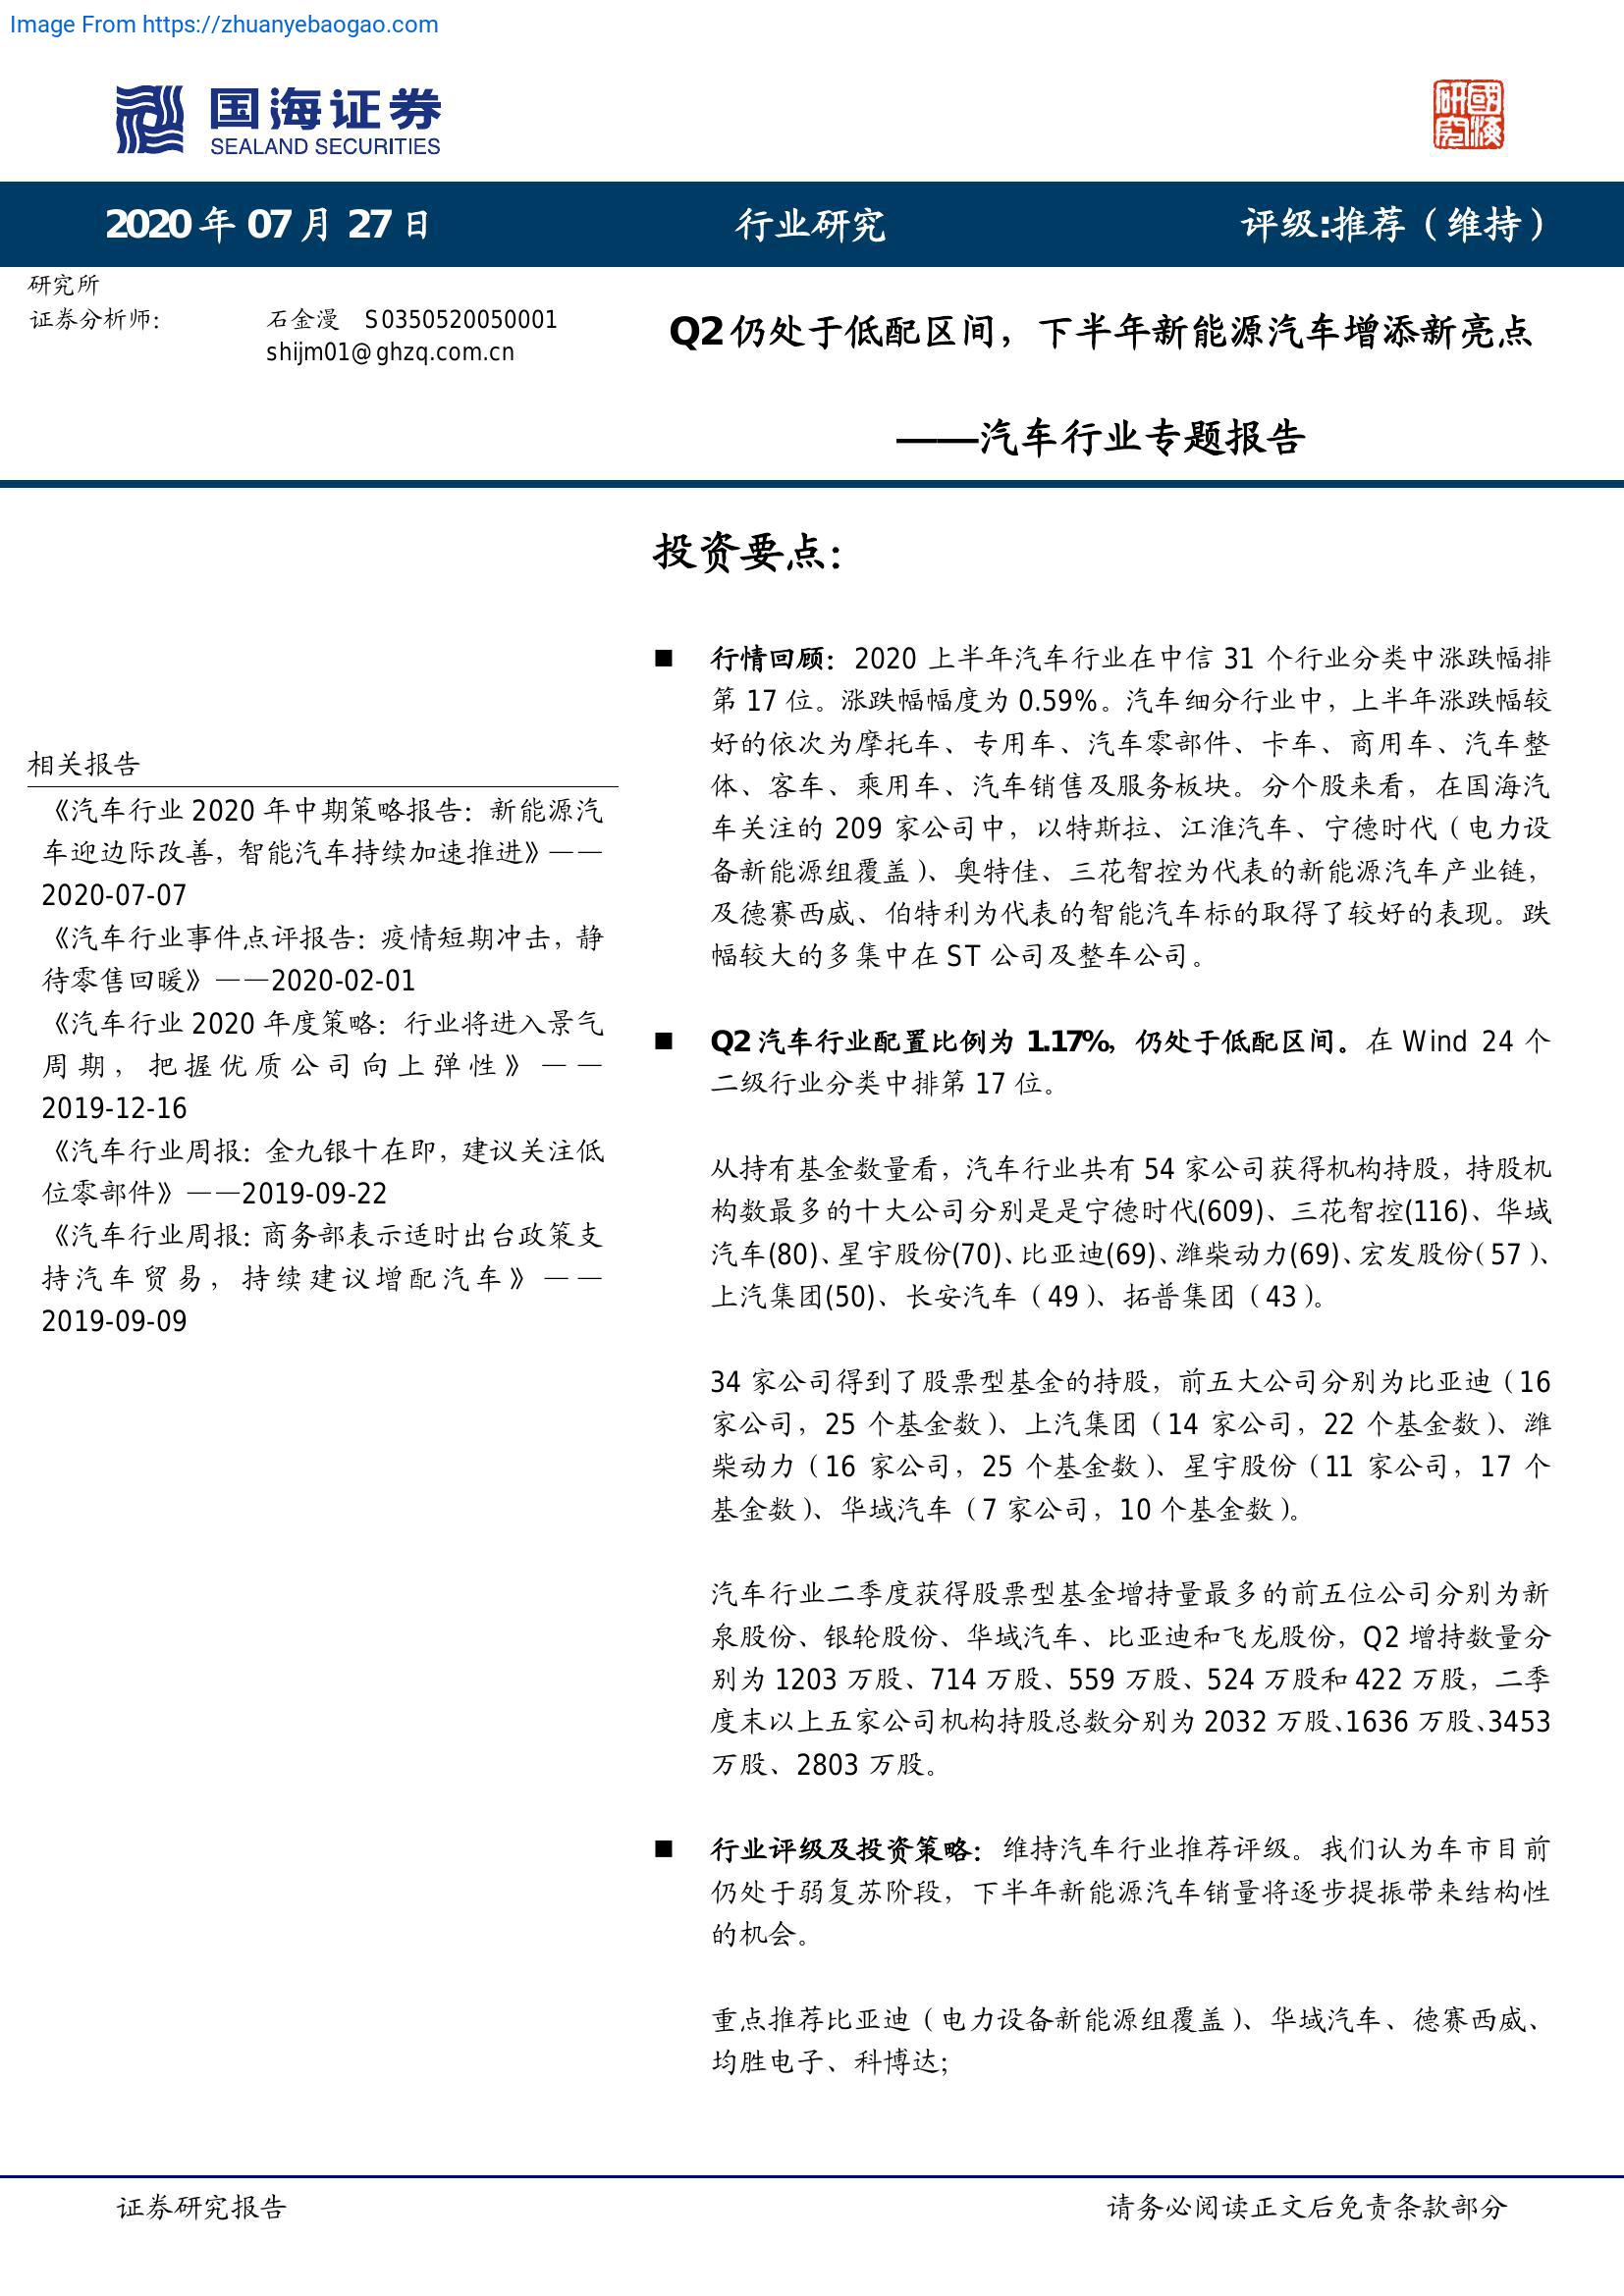 Image From https://zhuanyebaogao.com
国海证券
SEALAND SECURITIES
國海研究
2020 年 07 月 27 日
行业研究
评级:推荐（维持）
研究所
证券分析师：
石金漫 S0350520050001
shijm01@ghzq.com.cn
Q2 仍处于低配区间，下半年新能源汽车增添新亮点
——汽车行业专题报告
相关报告
《汽车行业 2020 年中期策略报告：新能源汽
车迎边际改善，智能汽车持续加速推进》——
2020-07-07
《汽车行业事件点评报告：疫情短期冲击，静
待零售回暖》——2020-02-01
《汽车行业 2020 年度策略：行业将进入景气
周期，把握优质公司向上弹性》——
2019-12-16
《汽车行业周报：金九银十在即，建议关注低
位零部件》——2019-09-22
《汽车行业周报：商务部表示适时出台政策支
持汽车贸易，持续建议增配汽车》——
2019-09-09
投资要点：
■ 行情回顾：2020 上半年汽车行业在中信 31 个行业分类中涨跌幅排
第 17 位。涨跌幅幅度为 0.59%。汽车细分行业中，上半年涨跌幅较
好的依次为摩托车、专用车、汽车零部件、卡车、商用车、汽车整
体、客车、乘用车、汽车销售及服务板块。分个股来看，在国海汽
车关注的 209 家公司中，以特斯拉、江淮汽车、宁德时代（电力设
备新能源组覆盖）、奥特佳、三花智控为代表的新能源汽车产业链，
及德赛西威、伯特利为代表的智能汽车标的取得了较好的表现。跌
幅较大的多集中在 ST 公司及整车公司。
■ Q2 汽车行业配置比例为 1.17%，仍处于低配区间。在 Wind 24 个
二级行业分类中排第 17 位。
从持有基金数量看，汽车行业共有 54 家公司获得机构持股，持股机
构数最多的十大公司分别是是宁德时代(609)、三花智控(116)、华域
汽车(80)、星宇股份(70)、比亚迪(69)、潍柴动力(69)、宏发股份（57）、
上汽集团(50)、长安汽车（49）、拓普集团（43）。
34 家公司得到了股票型基金的持股，前五大公司分别为比亚迪（16
家公司，25 个基金数）、上汽集团（14 家公司，22 个基金数）、潍
柴动力（16 家公司，25 个基金数）、星宇股份（11 家公司，17 个
基金数）、华域汽车（7 家公司，10 个基金数）。
汽车行业二季度获得股票型基金增持量最多的前五位公司分别为新
泉股份、银轮股份、华域汽车、比亚迪和飞龙股份，Q2 增持数量分
别为 1203 万股、714 万股、559 万股、524 万股和 422 万股，二季
度末以上五家公司机构持股总数分别为 2032 万股、1636 万股、3453
万股、2803 万股。
■ 行业评级及投资策略：维持汽车行业推荐评级。我们认为车市目前
仍处于弱复苏阶段，下半年新能源汽车销量将逐步提振带来结构性
的机会。
重点推荐比亚迪（电力设备新能源组覆盖）、华域汽车、德赛西威、
均胜电子、科博达；
证券研究报告
请务必阅读正文后免责条款部分